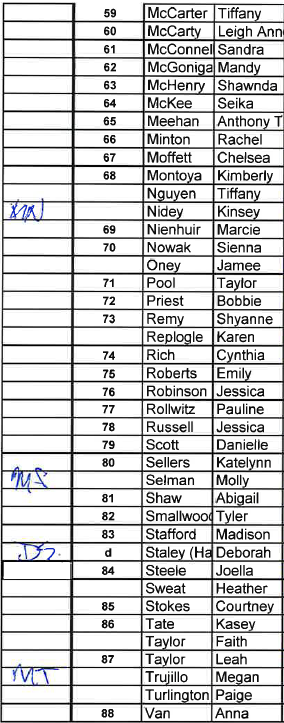 59 McCarter Tiffany
60 McCarty Leigh Ann
61 McConnel Sandra
62 McGoniga Mandy
63 McHenry Shawnda
64 McKee Seika
65 Meehan Anthony T
66 Minton Rachel
67 Moffett Chelsea
68 Montoya Kimberly
Nguyen Tiffany
KN Nidey Kinsey
69 Nienhuir Marcie
70 Nowak Sienna
Oney Jamee
71 Pool Taylor
72 Priest Bobbie
73 Remy Shyanne
Replogle Karen
74 Rich Cynthia
75 Roberts Emily
76 Robinson Jessica
77 Rollwitz Pauline
78 Russell Jessica
79 Scott Danielle
80 Sellers Katelynn
MS Selman Molly
81 Shaw Abigail
82 Smallwood Tyler
83 Stafford Madison
DS. d Staley (Ha Deborah
84 Steele Joella
Sweat Heather
85 Stokes Courtney
86 Tate Kasey
Taylor Faith
87 Taylor Leah
MT Trujillo Megan
Turlington Paige
88 Van Anna